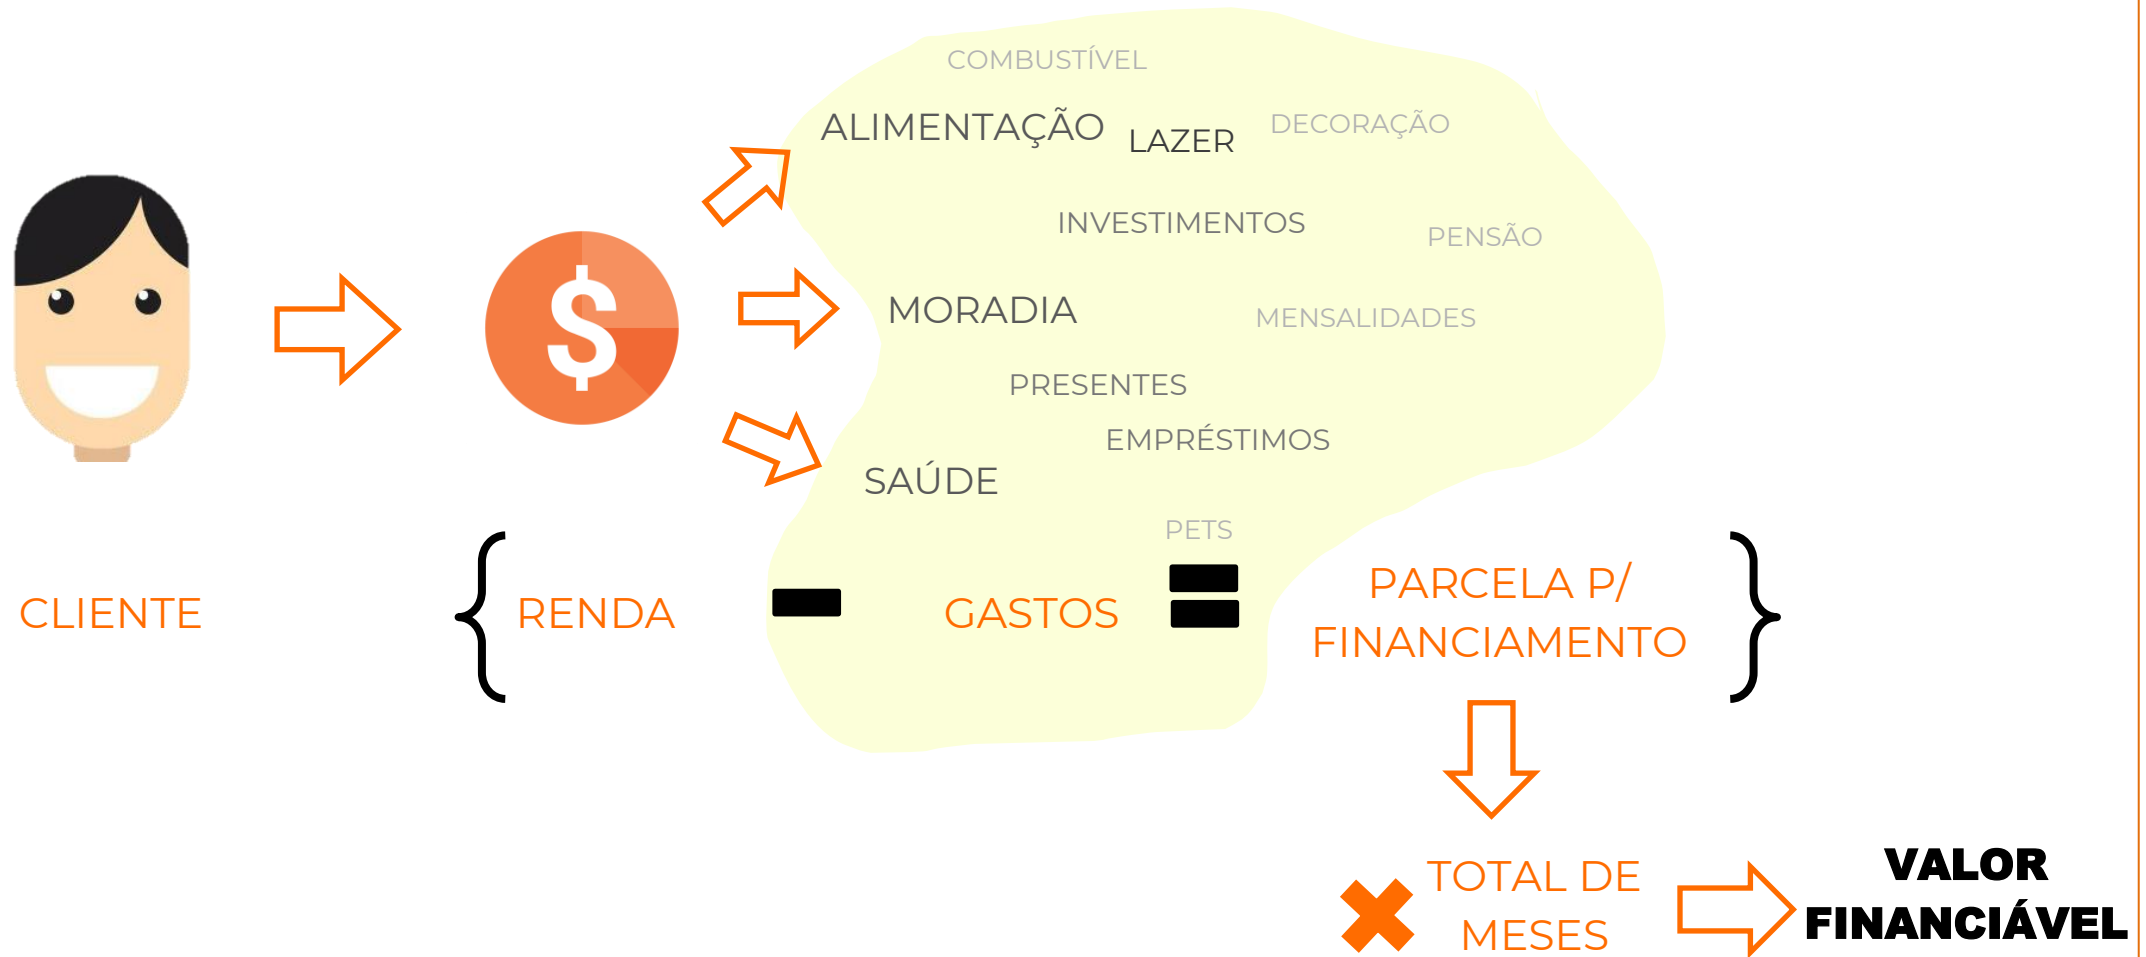 COMBUSTÍVEL
ALIMENTAÇÃO LAZER DECORAÇÃO
INVESTIMENTOS
PENSÃO
$
MORADIA
MENSALIDADES
PRESENTES
EMPRÉSTIMOS
SAÚDE
PETS
CLIENTE
{ RENDA - GASTOS =
PARCELA P/
FINANCIAMENTO
}
TOTAL DE
MESES
VALOR
FINANCIÁVEL